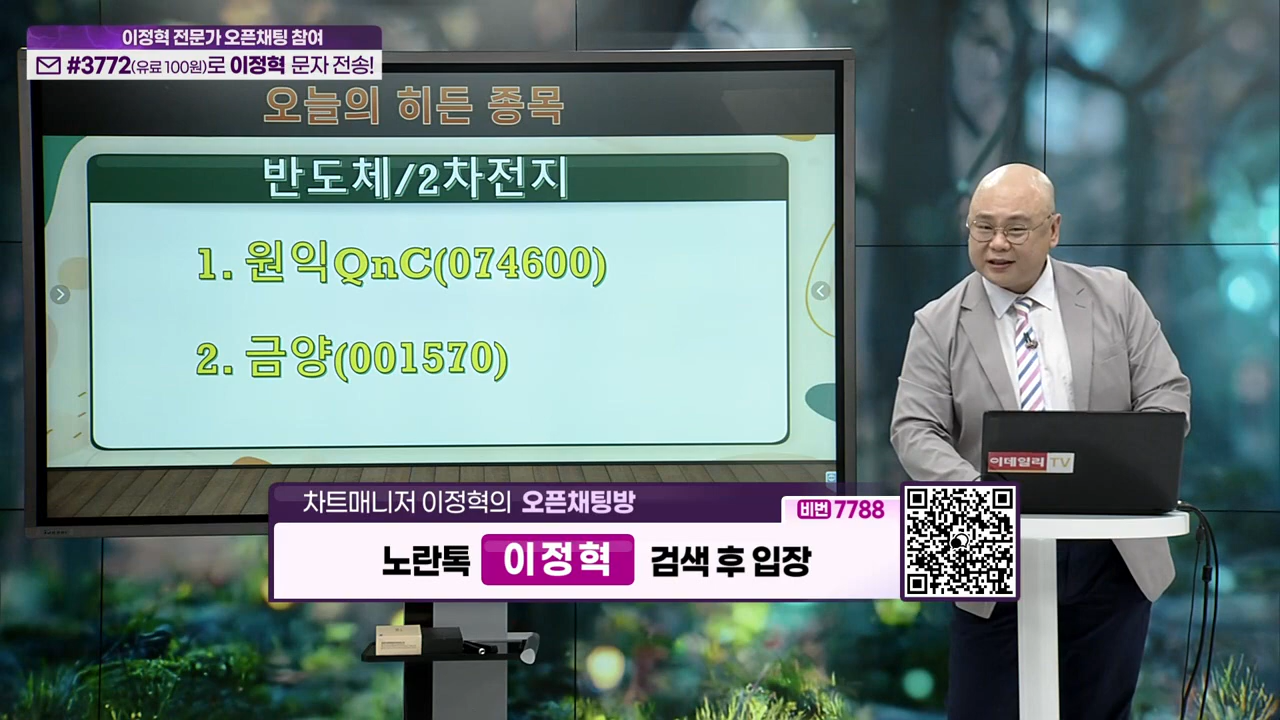 이정혁 전문가 오픈채팅 참여
#3772(유료 100원)로 이정혁 문자 전송!
오늘의 히든 종목
반도체/2차전지
1. 원익QnC(074600)
2. 금양(001570)
이데일리TV
차트매니저 이정혁의 오픈채팅방
비번 7788
노란톡 이정혁 검색 후 입장